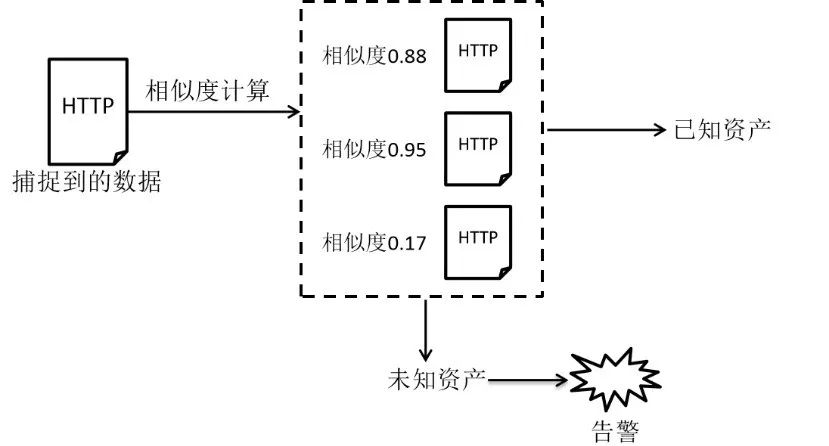 HTTP
捕捉到的数据
相似度计算
相似度0.88
HTTP
相似度0.95
HTTP
相似度0.17
HTTP
已知资产
未知资产
告警